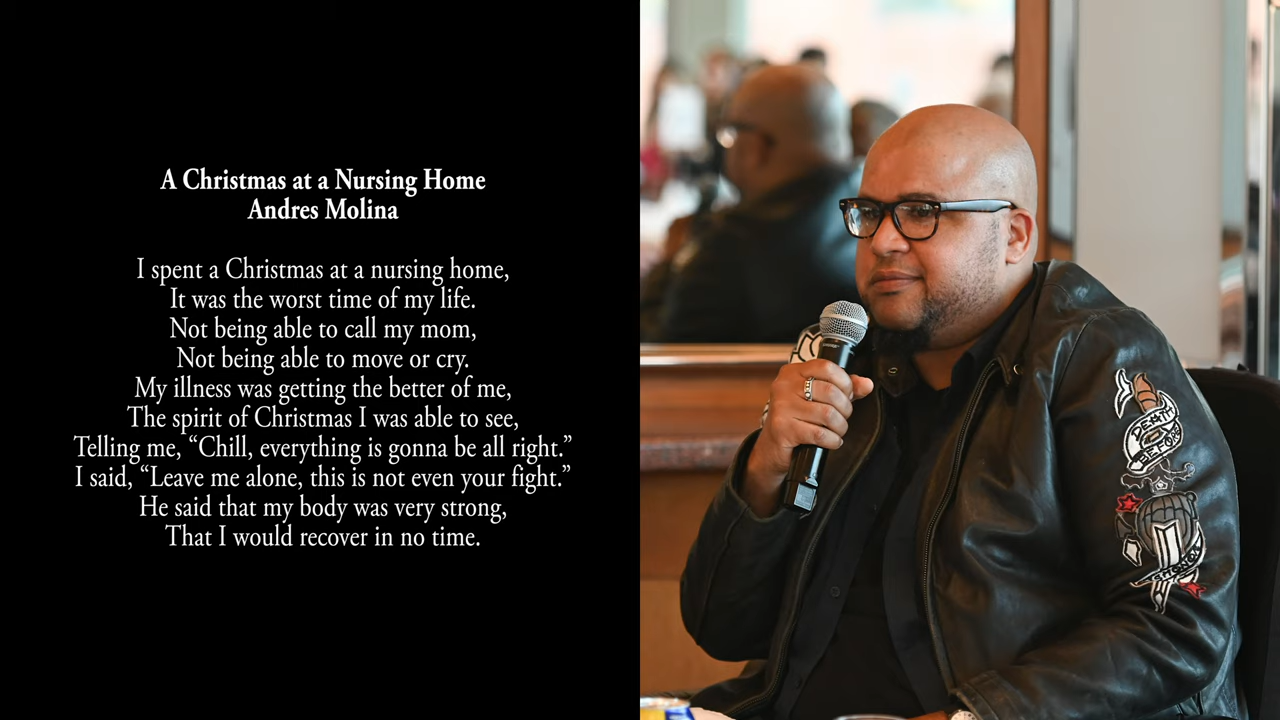 A Christmas at a Nursing Home
Andres Molina
I spent a Christmas at a nursing home,
It was the worst time of my life.
Not being able to call my mom,
Not being able to move or cry.
My illness was getting the better of me,
The spirit of Christmas I was able to see,
Telling me, “Chill, everything is gonna be all right.”
I said, “Leave me alone, this is not even your fight.”
He said that my body was very strong,
That I would recover in no time.
DEATH
BEFORE